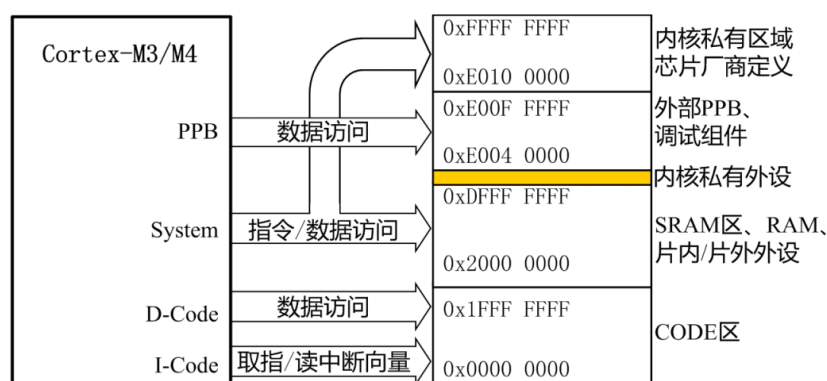 Cortex-M3/M4
PPB
数据访问
System
指令/数据访问
D-Code
数据访问
I-Code
取指/读中断向量
0xFFFF FFFF
0xE010 0000
内核私有区域
芯片厂商定义
0xE00F FFFF
0xE004 0000
外部PPB、
调试组件
内核私有外设
0xDFFF FFFF
0x2000 0000
SRAM区、RAM、
片内/片外外设
0x1FFF FFFF
0x0000 0000
CODE区